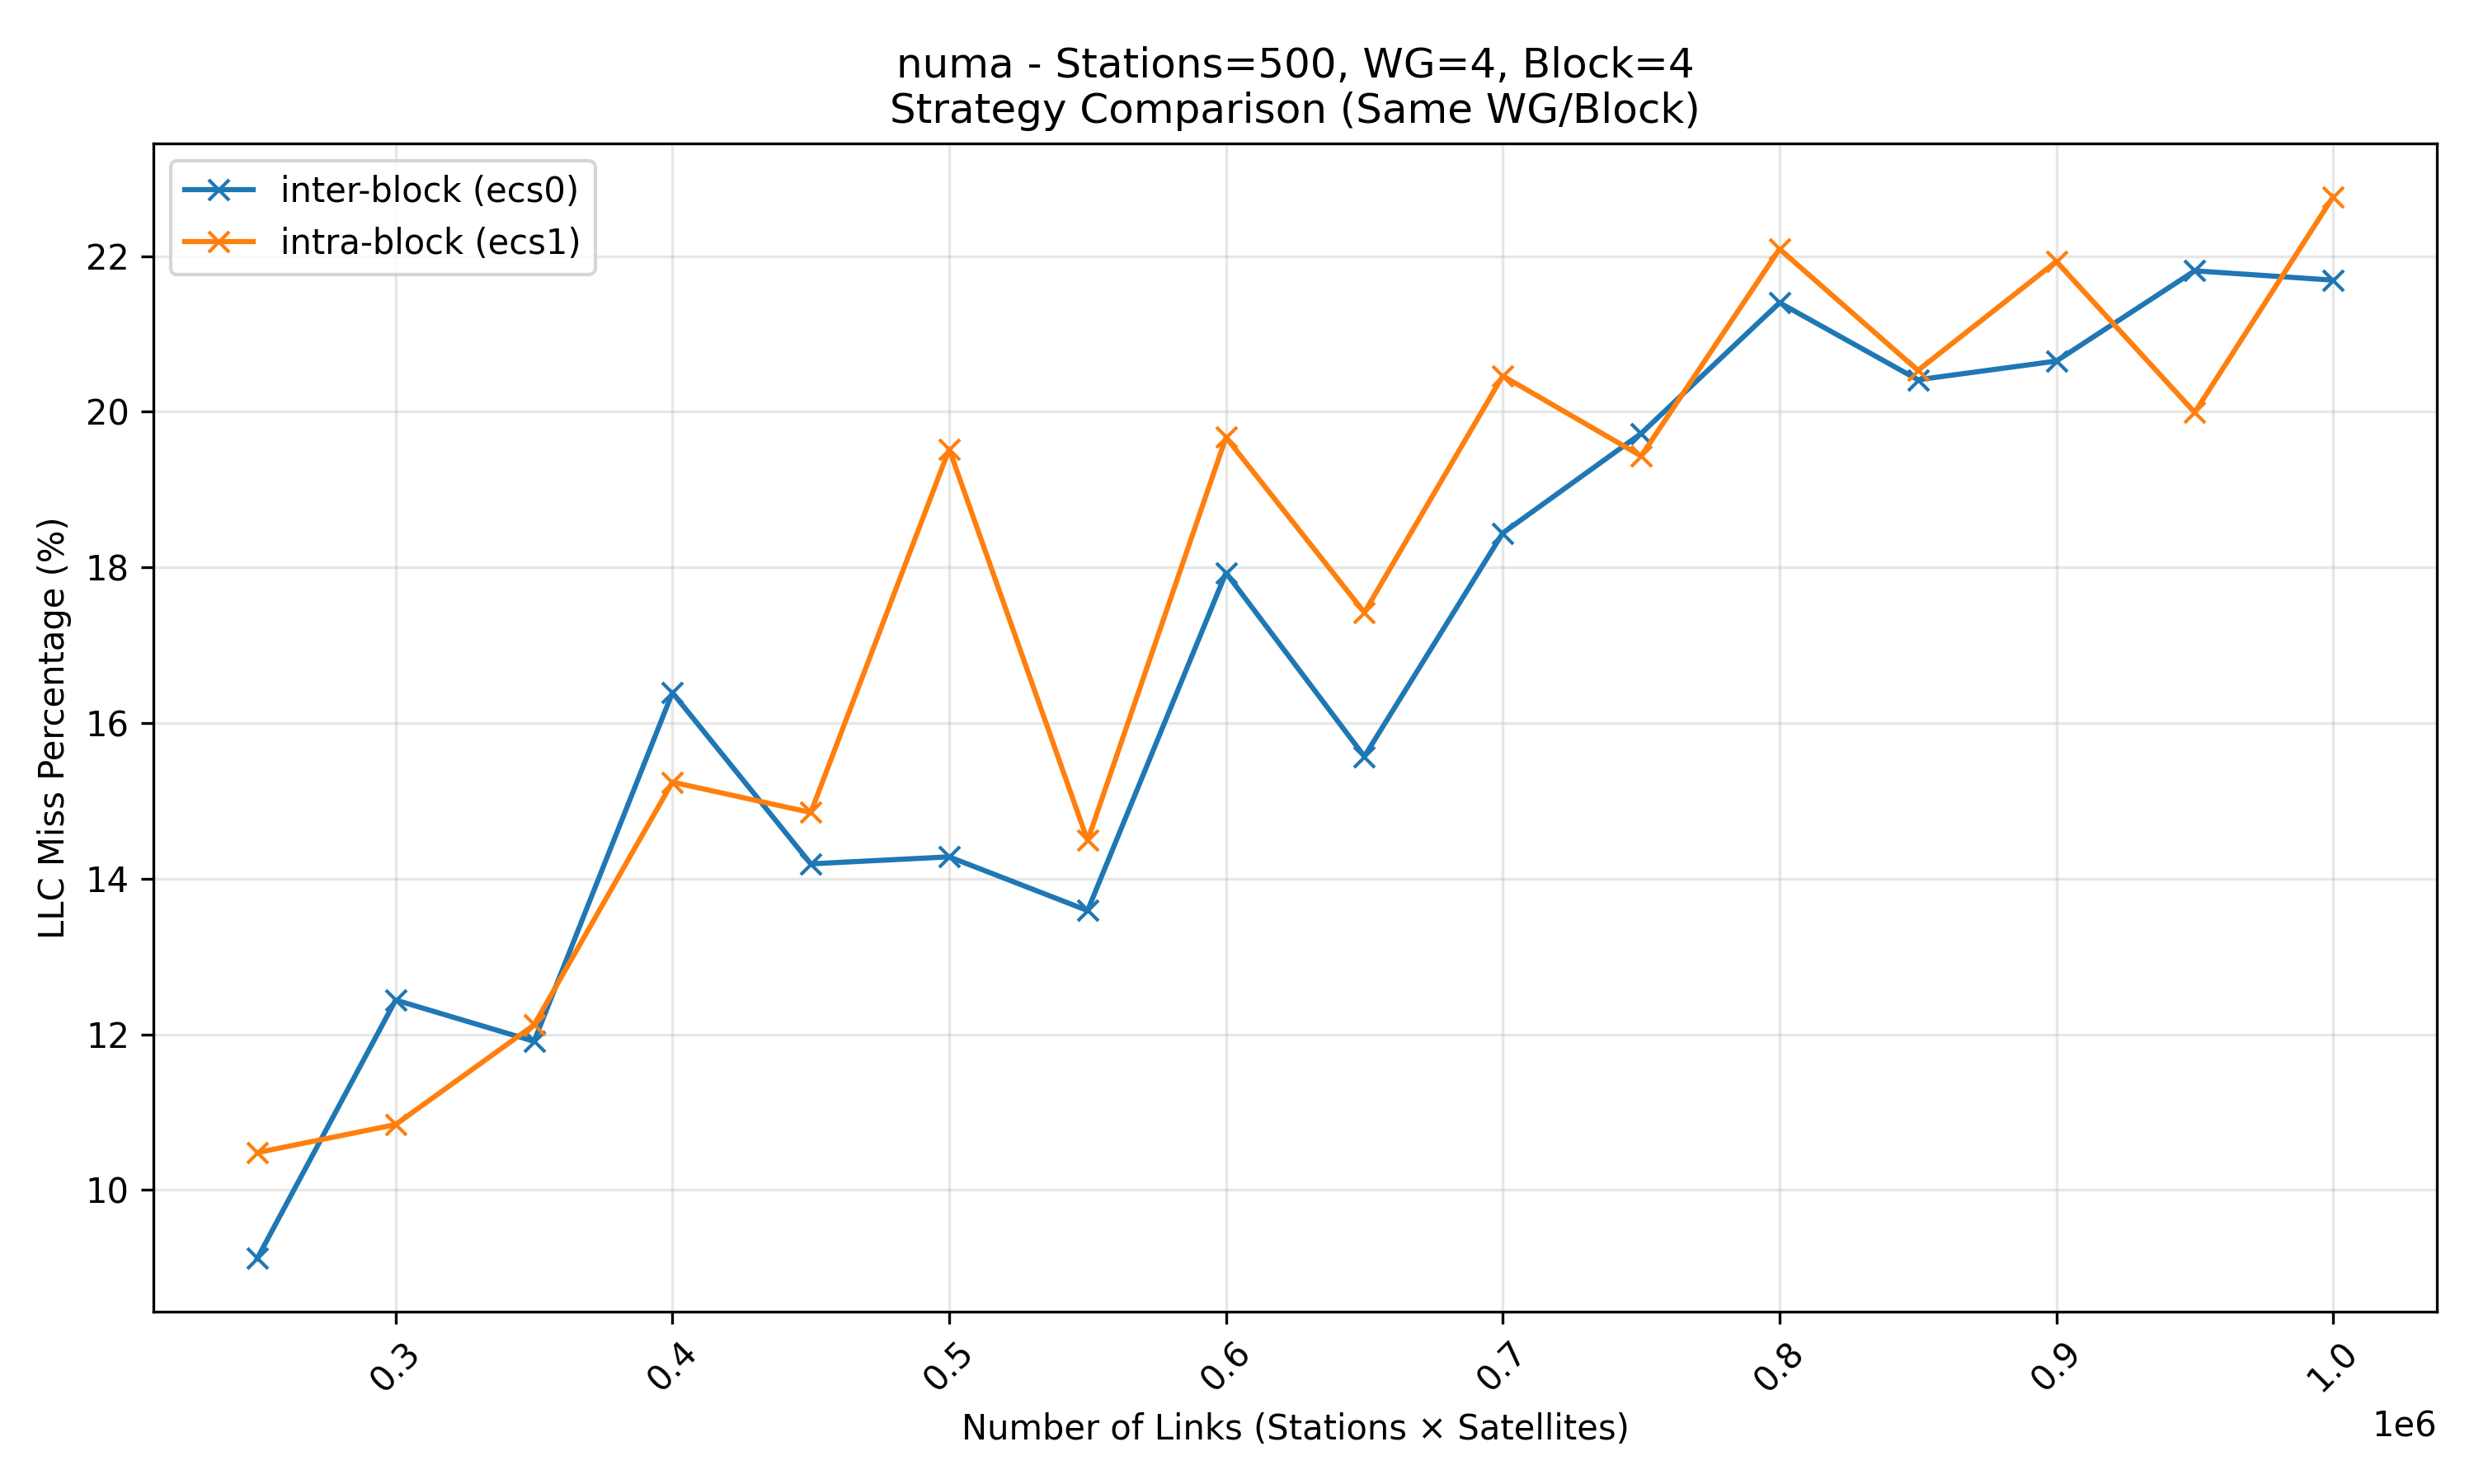 numa - Stations=500, WG=4, Block=4
Strategy Comparison (Same WG/Block)
inter-block (ecs0)
intra-block (ecs1)
LLC Miss Percentage (%)
22
20
18
16
14
12
10
0.3
0.4
0.5
0.6
0.7
0.8
0.9
1.0
1e6
Number of Links (Stations × Satellites)